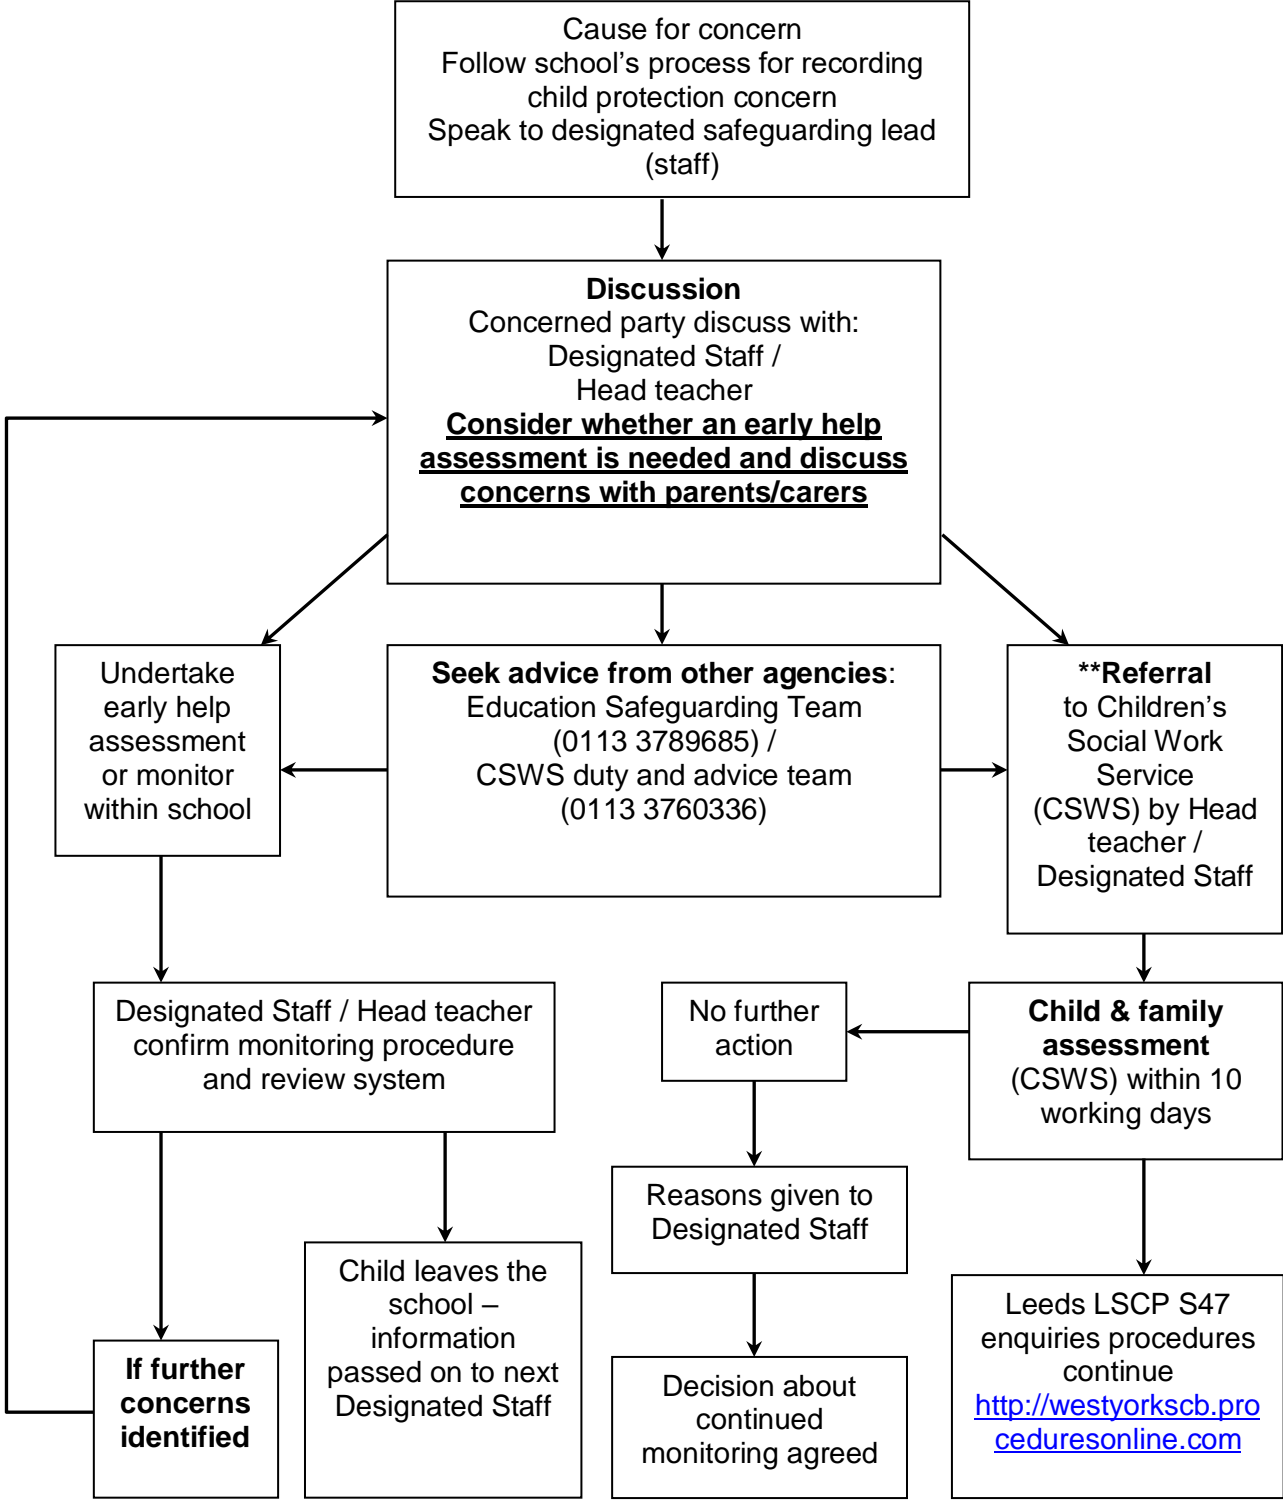 Cause for concern
Follow school's process for recording
child protection concern
Speak to designated safeguarding lead
(staff)
Discussion
Concerned party discuss with:
Designated Staff /
Head teacher
Consider whether an early help
assessment is needed and discuss
concerns with parents/carers
Undertake
early help
assessment
or monitor
within school
Seek advice from other agencies:
Education Safeguarding Team
(0113 3789685) /
CSWS duty and advice team
(0113 3760336)
**Referral
to Children's
Social Work
Service
(CSWS) by Head
teacher /
Designated Staff
Designated Staff / Head teacher
confirm monitoring procedure
and review system
No further
action
Child & family
assessment
(CSWS) within 10
working days
Reasons given to
Designated Staff
Child leaves the
school –
information
passed on to next
Designated Staff
Leeds LSCP S47
enquiries procedures
continue
http://westyorkscb.pro
ceduresonline.com
If further
concerns
identified
Decision about
continued
monitoring agreed